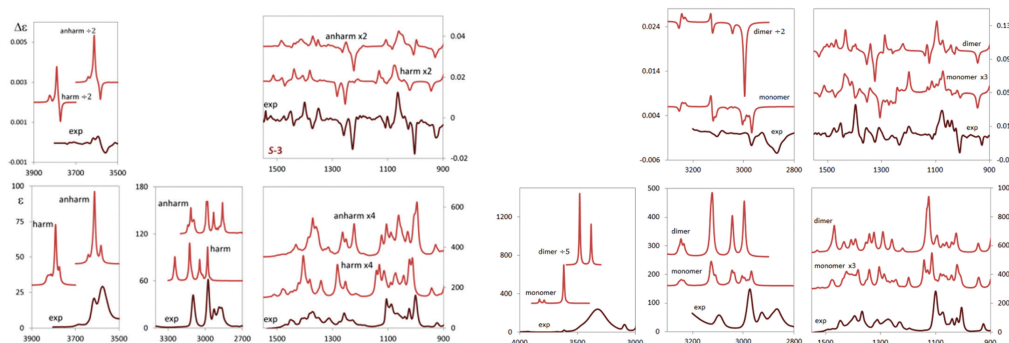 Δε
0.005
0.003
0.001
-0.001
anharm ÷2
harm ÷2
exp
3900 3700 3500
anharm x2
harm x2
exp
S-3
0.04
0.02
0
-0.02
1500 1300 1100 900
0.024
0.014
0.004
-0.006
dimer ÷2
monomer
exp
3200 3000 2800
dimer
monomer x3
exp
1500 1300 1100 900
ε
100
75
50
25
0
anharm
harm
exp
3900 3700 3500
180
120
60
0
anharm
harm
exp
3300 3000 2700
anharm x4
harm x4
exp
600
400
200
0
1500 1300 1100 900
1200
800
400
0
dimer ÷5
monomer
exp
4000 3500 3000
500
400
300
200
100
0
dimer
monomer
exp
3200 3000 2800
dimer
monomer x3
exp
1500 1300 1100 900